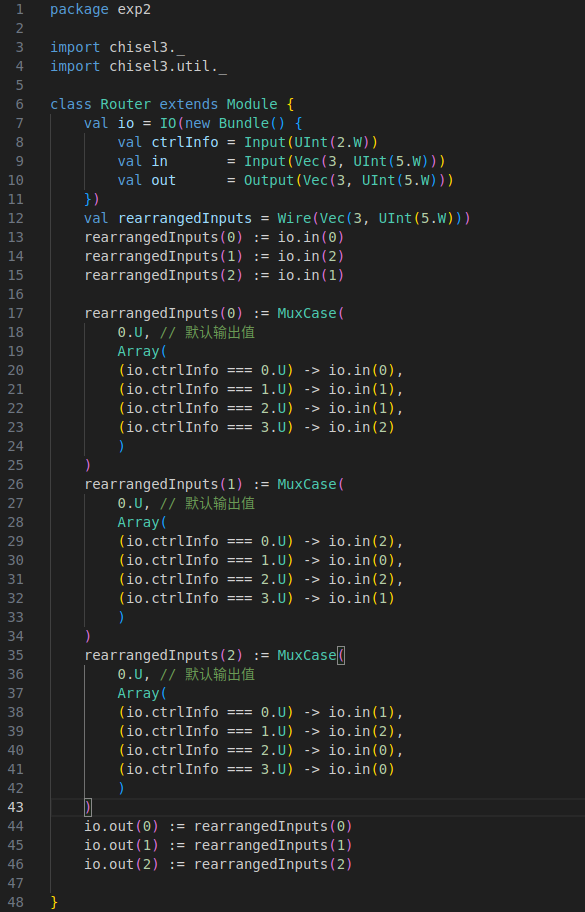 1 package exp2
2
3 import chisel3._
4 import chisel3.util._
5
6 class Router extends Module {
7     val io = IO(new Bundle() {
8         val ctrlInfo = Input(UInt(2.W))
9         val in       = Input(Vec(3, UInt(5.W)))
10         val out      = Output(Vec(3, UInt(5.W)))
11     })
12     val rearrangedInputs = Wire(Vec(3, UInt(5.W)))
13     rearrangedInputs(0) := io.in(0)
14     rearrangedInputs(1) := io.in(2)
15     rearrangedInputs(2) := io.in(1)
16
17     rearrangedInputs(0) := MuxCase(
18         0.U, // 默认输出值
19         Array(
20         (io.ctrlInfo === 0.U) -> io.in(0),
21         (io.ctrlInfo === 1.U) -> io.in(1),
22         (io.ctrlInfo === 2.U) -> io.in(1),
23         (io.ctrlInfo === 3.U) -> io.in(2)
24         )
25     )
26     rearrangedInputs(1) := MuxCase(
27         0.U, // 默认输出值
28         Array(
29         (io.ctrlInfo === 0.U) -> io.in(2),
30         (io.ctrlInfo === 1.U) -> io.in(0),
31         (io.ctrlInfo === 2.U) -> io.in(2),
32         (io.ctrlInfo === 3.U) -> io.in(1)
33         )
34     )
35     rearrangedInputs(2) := MuxCase(
36         0.U, // 默认输出值
37         Array(
38         (io.ctrlInfo === 0.U) -> io.in(1),
39         (io.ctrlInfo === 1.U) -> io.in(2),
40         (io.ctrlInfo === 2.U) -> io.in(0),
41         (io.ctrlInfo === 3.U) -> io.in(0)
42         )
43     )
44     io.out(0) := rearrangedInputs(0)
45     io.out(1) := rearrangedInputs(1)
46     io.out(2) := rearrangedInputs(2)
47
48 }